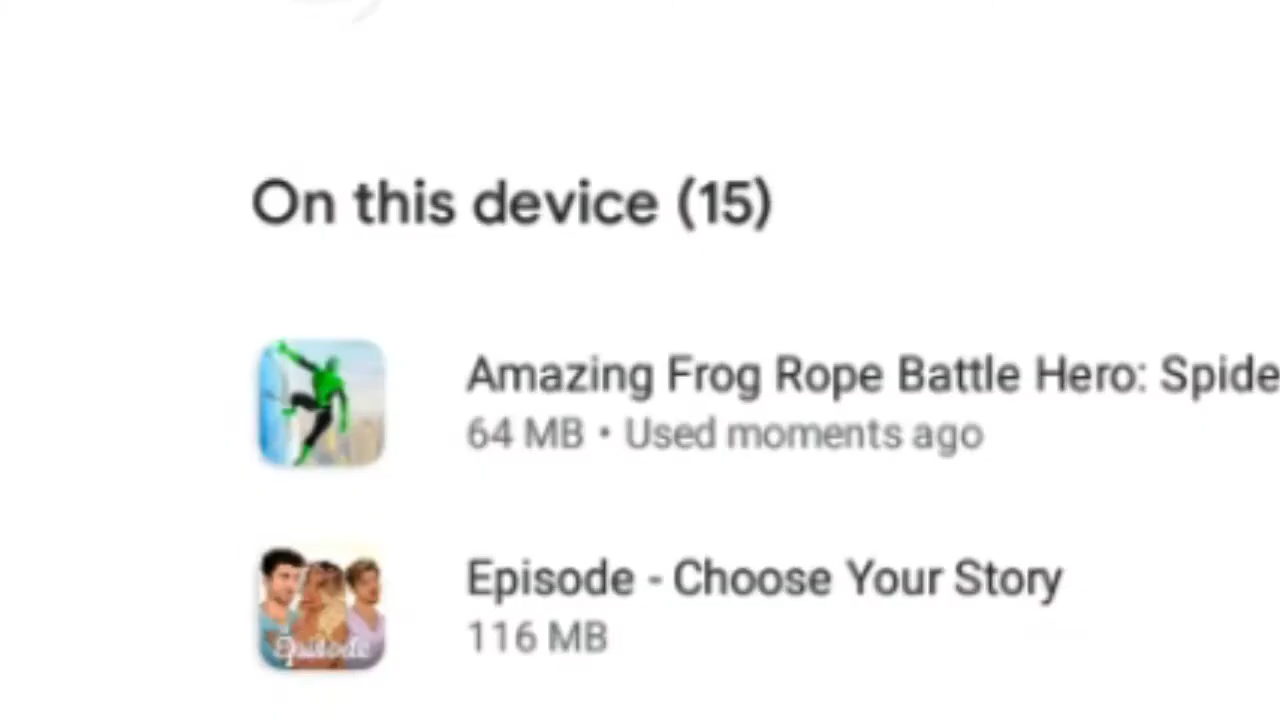 On this device (15)
Amazing Frog Rope Battle Hero: Spide
64 MB • Used moments ago
Episode - Choose Your Story
116 MB
Episode